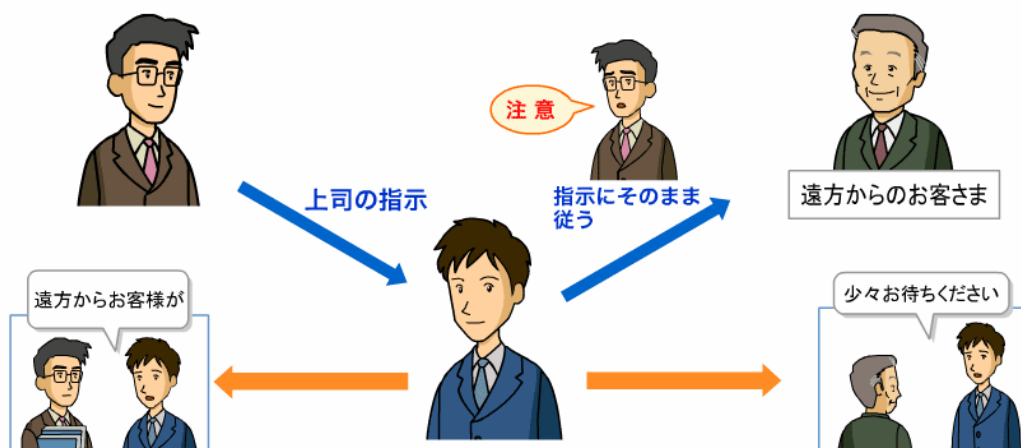 注意
上司の指示
指示にそのまま
従う
遠方からのお客さま
遠方からお客様が
少々お待ちください